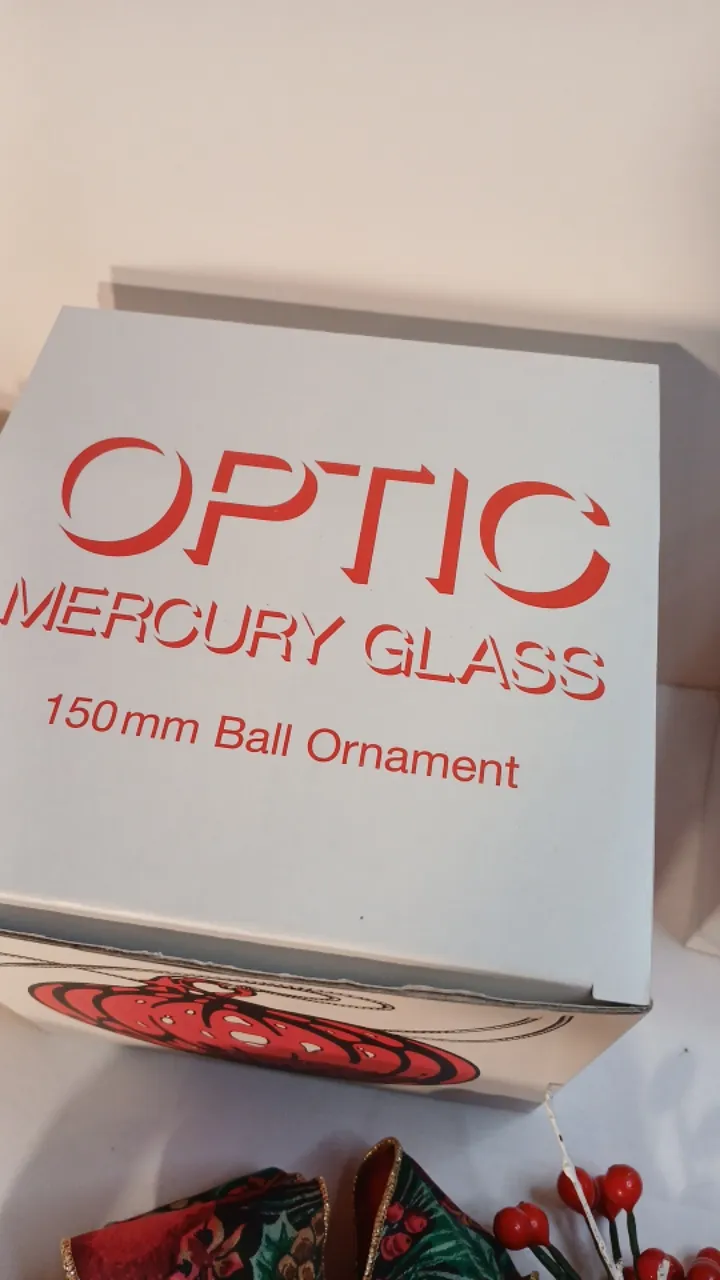 OPTIC
MERCURY GLASS
150mm Ball Ornament